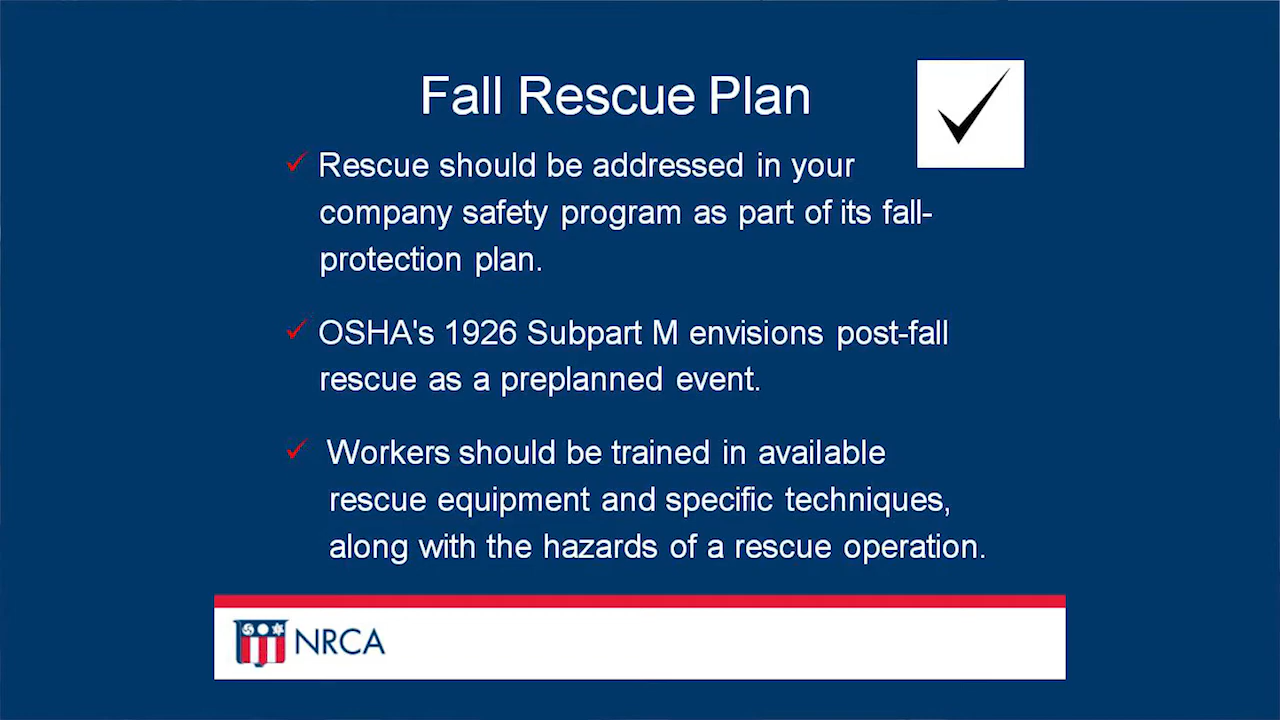 Fall Rescue Plan
Rescue should be addressed in your
company safety program as part of its fall-
protection plan.
OSHA's 1926 Subpart M envisions post-fall
rescue as a preplanned event.
Workers should be trained in available
rescue equipment and specific techniques,
along with the hazards of a rescue operation.
NRCA